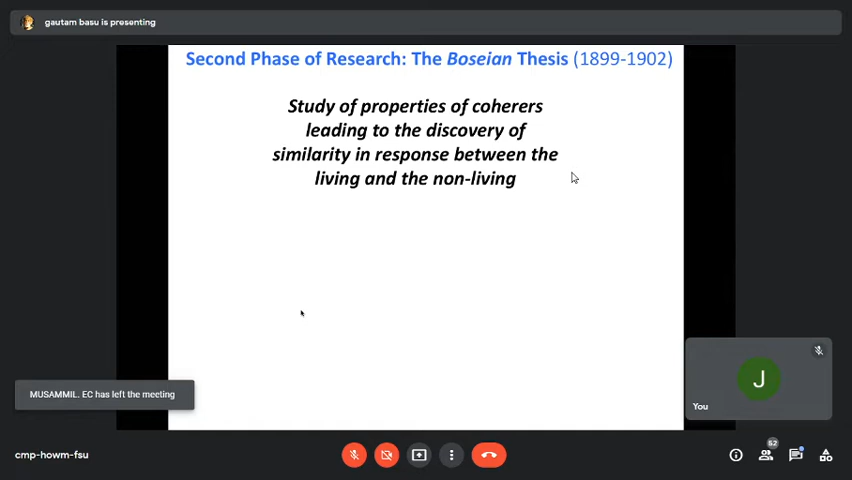 gautam basu is presenting
Second Phase of Research: The Boseian Thesis (1899-1902)
Study of properties of coherers
leading to the discovery of
similarity in response between the
living and the non-living
MUSAMMIL. EC has left the meeting
J
You
cmp-howm-fsu
62